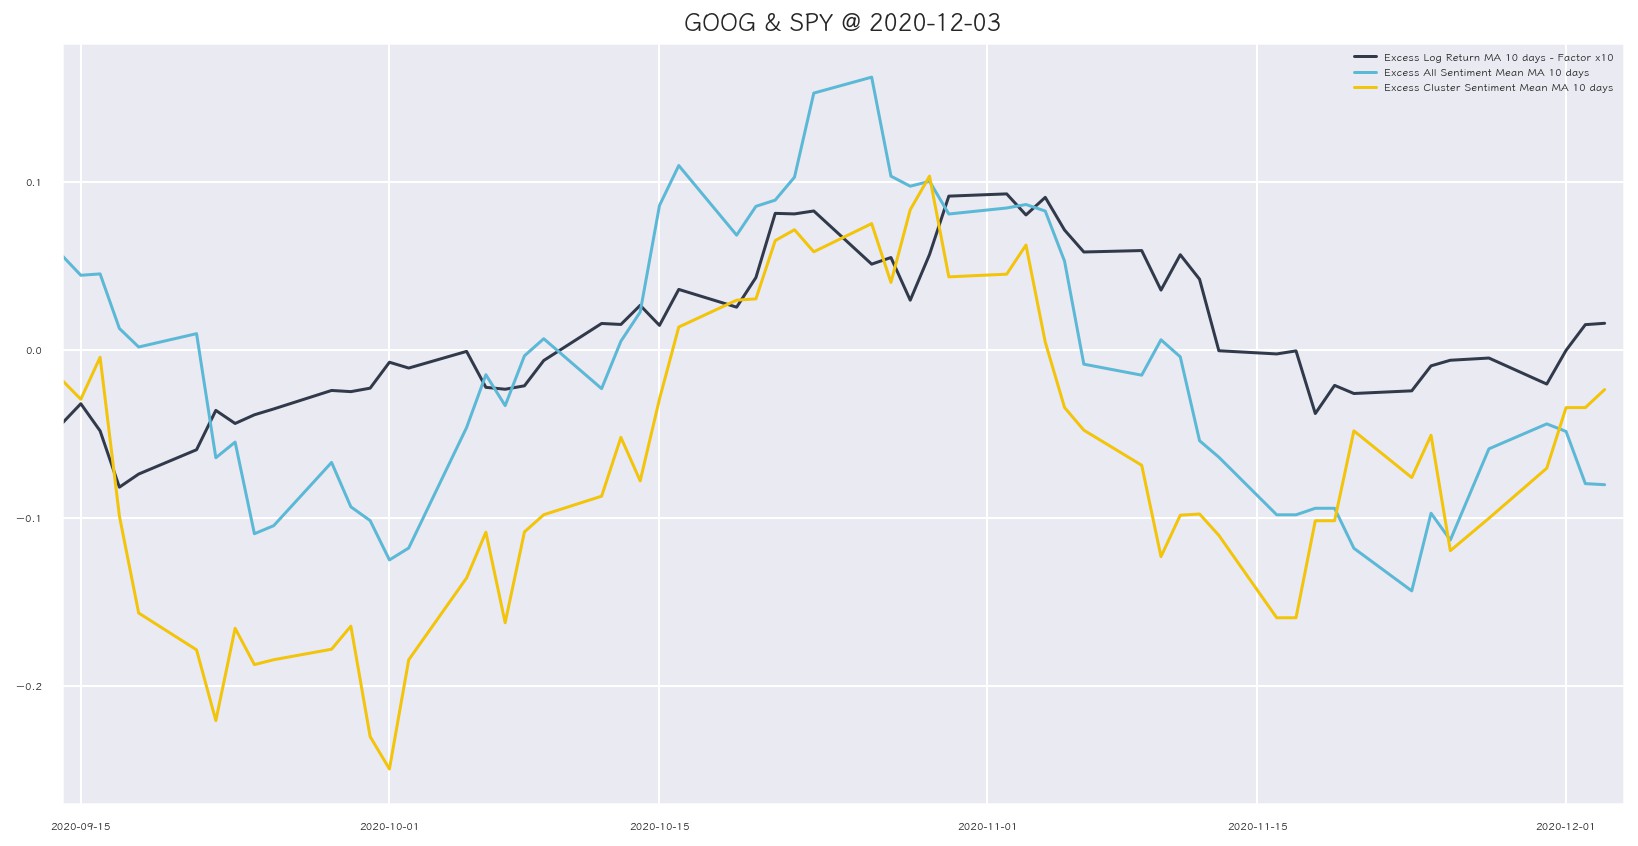 GOOG & SPY @ 2020-12-03
Excess Log Return MA 10 days - Factor x10
Excess All Sentiment Mean MA 10 days
Excess Cluster Sentiment Mean MA 10 days
0.1
0.0
−0.1
−0.2
2020-09-15 2020-10-01 2020-10-15 2020-11-01 2020-11-15 2020-12-01